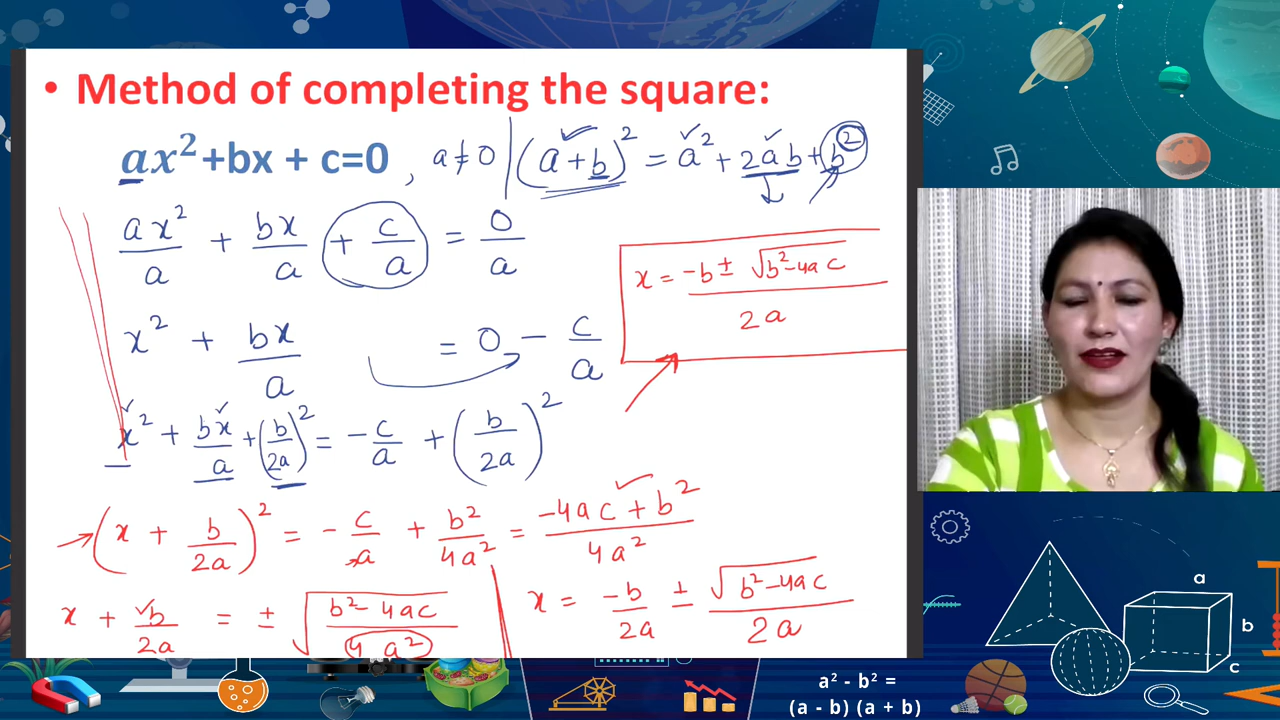 • Method of completing the square:
ax²+bx + c=0 , a ≠ 0 | (a + b)² = a² + 2ab + b²
ax²/a + bx/a + c/a = 0/a
x = -b ± √(b²-4ac) / 2a
x² + bx/a = 0 - c/a
x² + bx/a + (b/2a)² = -c/a + (b/2a)²
(x + b/2a)² = - c/a + b²/4a² = -4ac + b² / 4a²
x + b/2a = ± √(b² - 4ac / 4a²)
x = -b/2a ± √(b²-4ac) / 2a
a
b
c
a² - b² =
(a - b) (a + b)